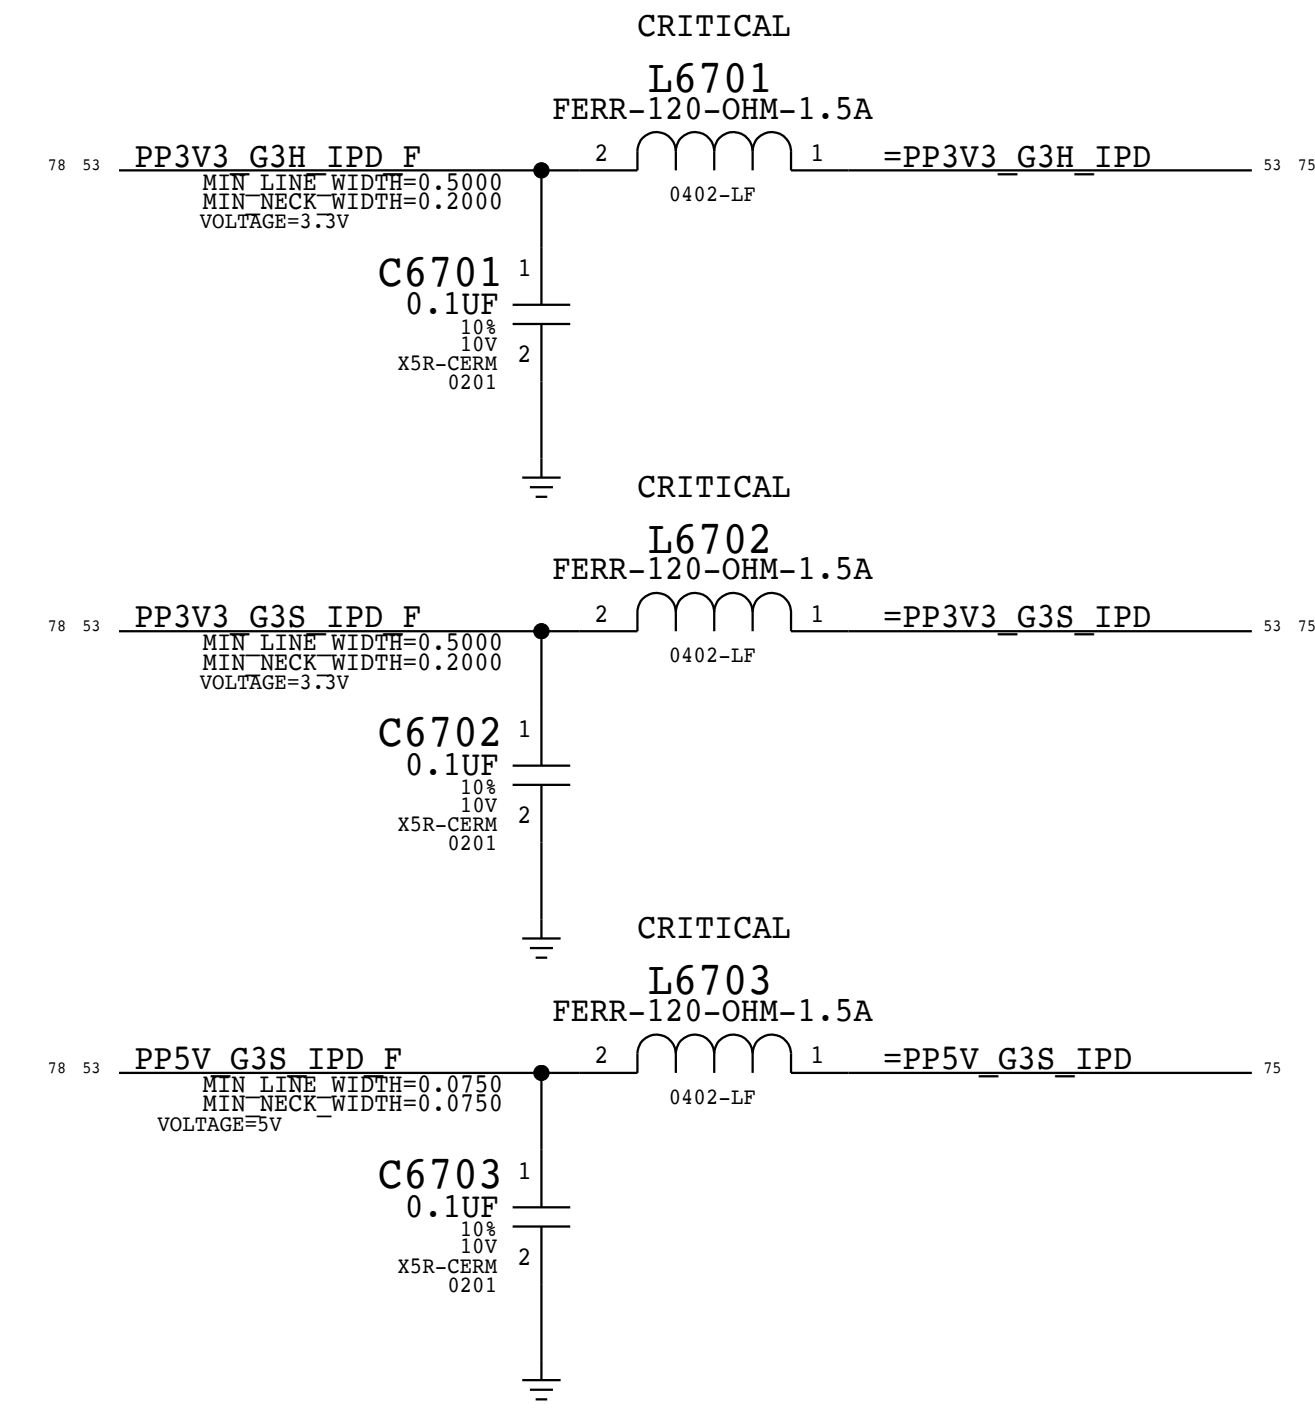 CRITICAL
L6701
FERR-120-OHM-1.5A
78 53 PP3V3_G3H_IPD_F 2 1 =PP3V3_G3H_IPD 53 75
MIN_LINE_WIDTH=0.5000
0402-LF
MIN_NECK_WIDTH=0.2000
VOLTAGE=3.3V
C6701 1
0.1UF
10%
10V
2
X5R-CERM
0201
CRITICAL
L6702
FERR-120-OHM-1.5A
78 53 PP3V3_G3S_IPD_F 2 1 =PP3V3_G3S_IPD 53 75
MIN_LINE_WIDTH=0.5000
0402-LF
MIN_NECK_WIDTH=0.2000
VOLTAGE=3.3V
C6702 1
0.1UF
10%
10V
2
X5R-CERM
0201
CRITICAL
L6703
FERR-120-OHM-1.5A
78 53 PP5V_G3S_IPD_F 2 1 =PP5V_G3S_IPD 75
MIN_LINE_WIDTH=0.0750
0402-LF
MIN_NECK_WIDTH=0.0750
VOLTAGE=5V
C6703 1
0.1UF
10%
10V
2
X5R-CERM
0201